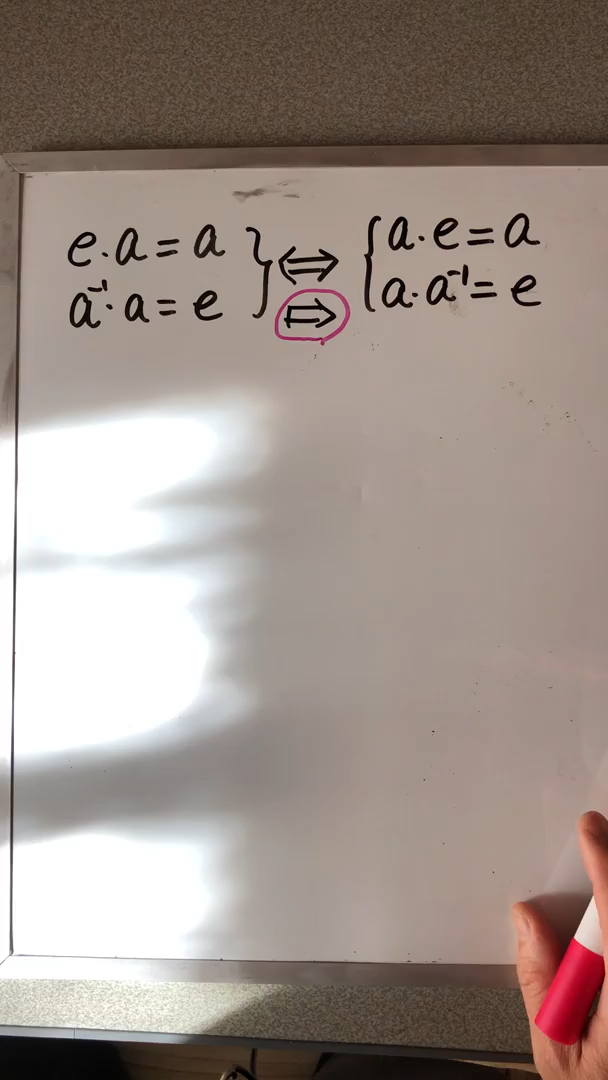 e·a=a } ⇔ { a·e=a
a⁻¹·a=e } ⇒ { a·a⁻¹=e